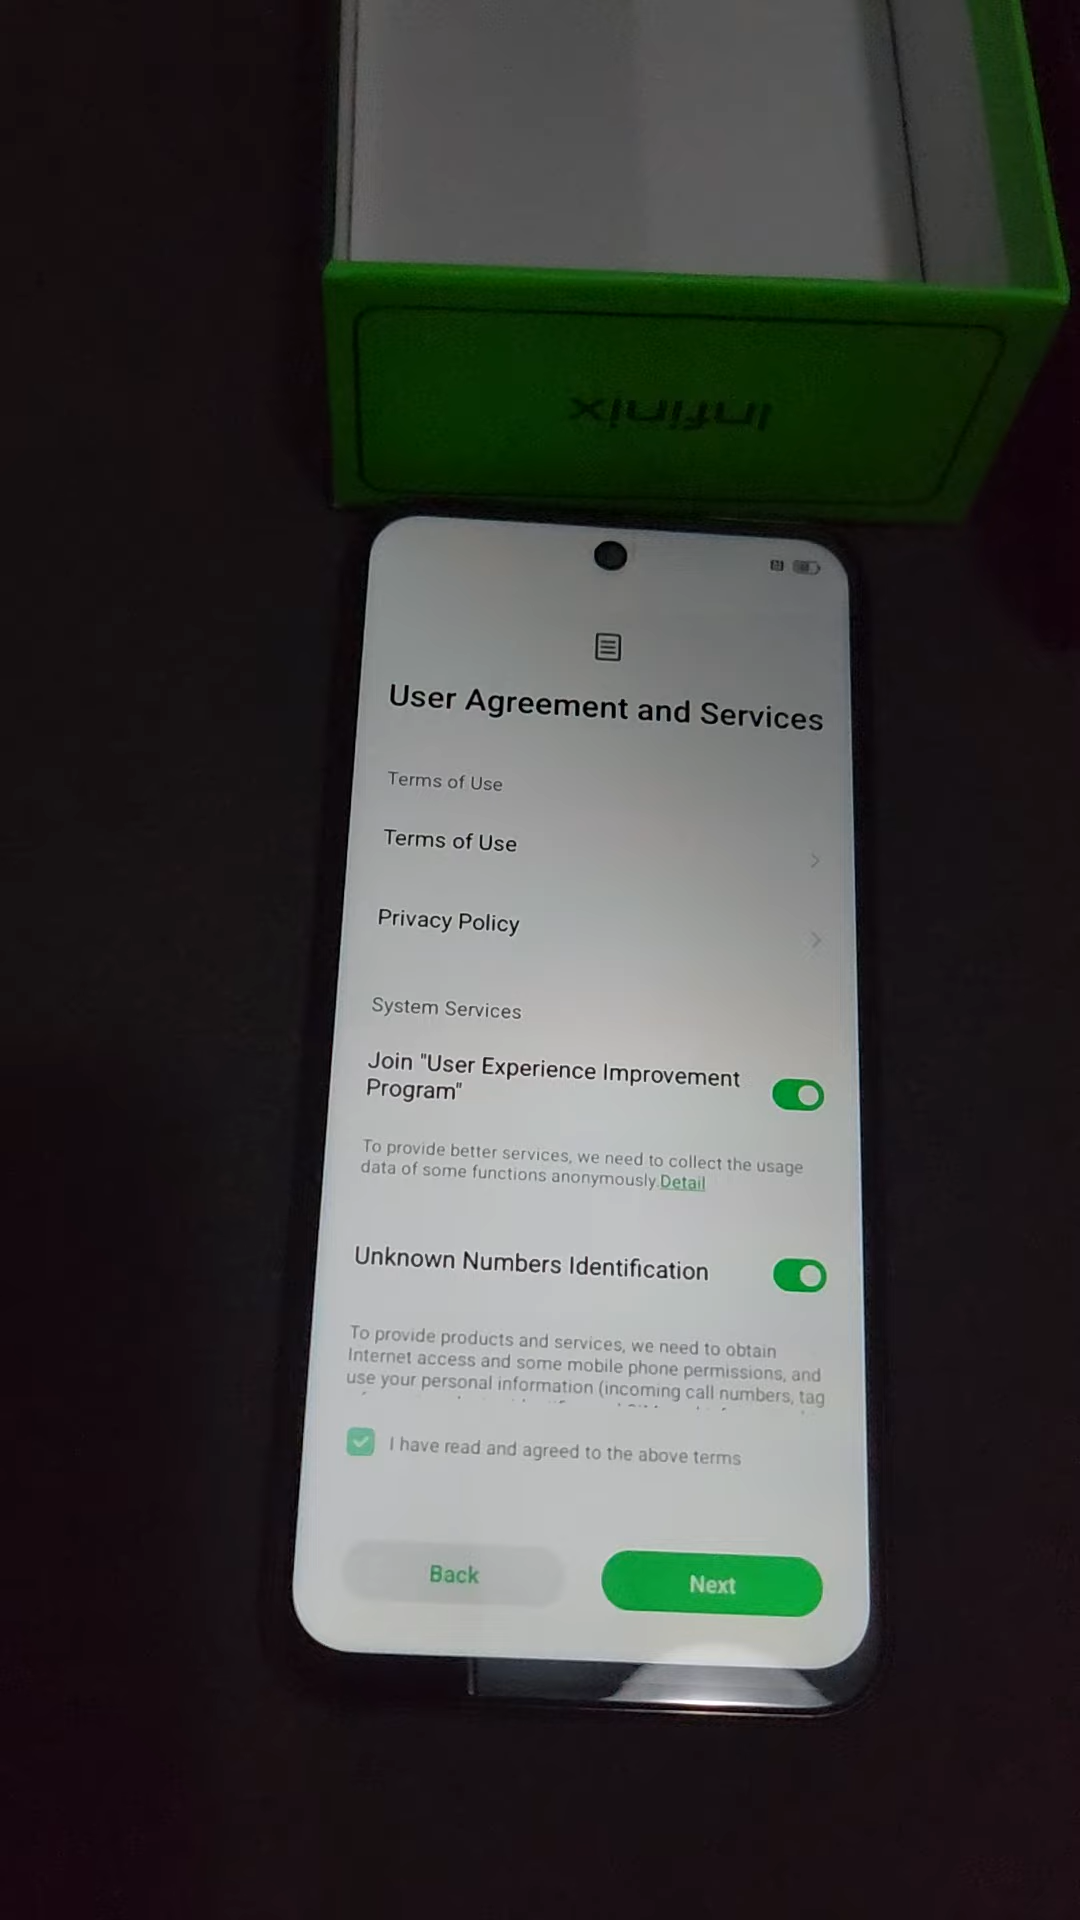 Infinix
User Agreement and Services
Terms of Use
Terms of Use
Privacy Policy
System Services
Join "User Experience Improvement
Program"
To provide better services, we need to collect the usage
data of some functions anonymously.Detail
Unknown Numbers Identification
To provide products and services, we need to obtain
Internet access and some mobile phone permissions, and
use your personal information (incoming call numbers, tag
I have read and agreed to the above terms
Back
Next